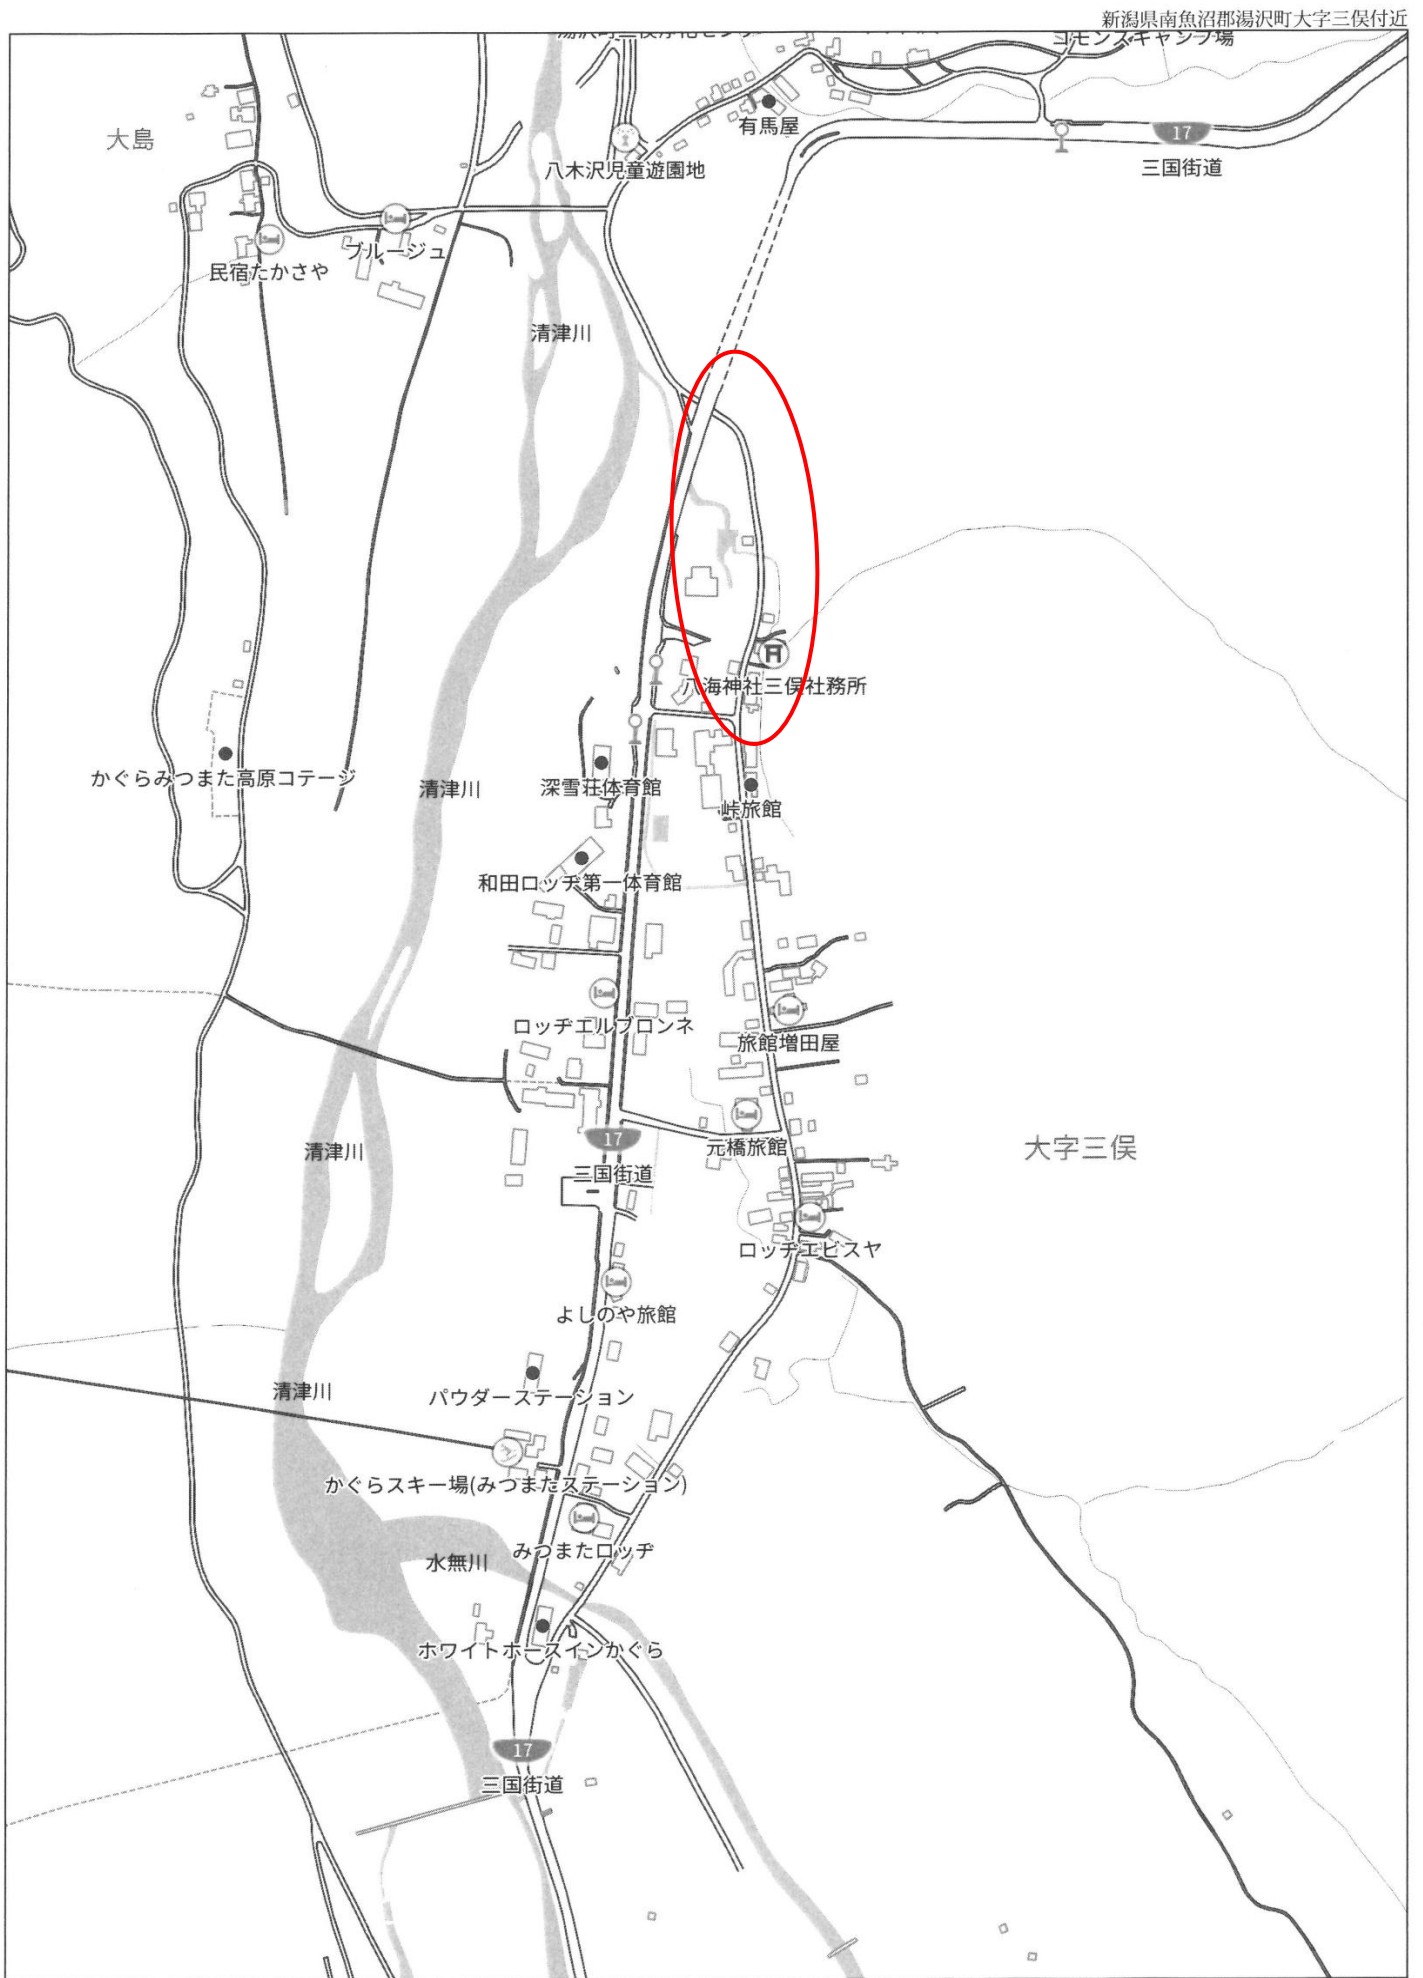 新潟県南魚沼郡湯沢町大字三俣付近
コモンスキャンプ場
大島
有馬屋
17
三国街道
八木沢児童遊園地
ブルージュ
民宿たかさや
清津川
八海神社三俣社務所
かぐらみつまた高原コテージ
清津川
深雪荘体育館
峠旅館
和田ロッヂ第一体育館
ロッヂエルブロンネ
旅館増田屋
元橋旅館
17
三国街道
清津川
大字三俣
ロッヂエビスヤ
よしのや旅館
清津川
パウダーステーション
かぐらスキー場(みつまたステーション)
みつまたロッヂ
水無川
ホワイトホースインかぐら
17
三国街道